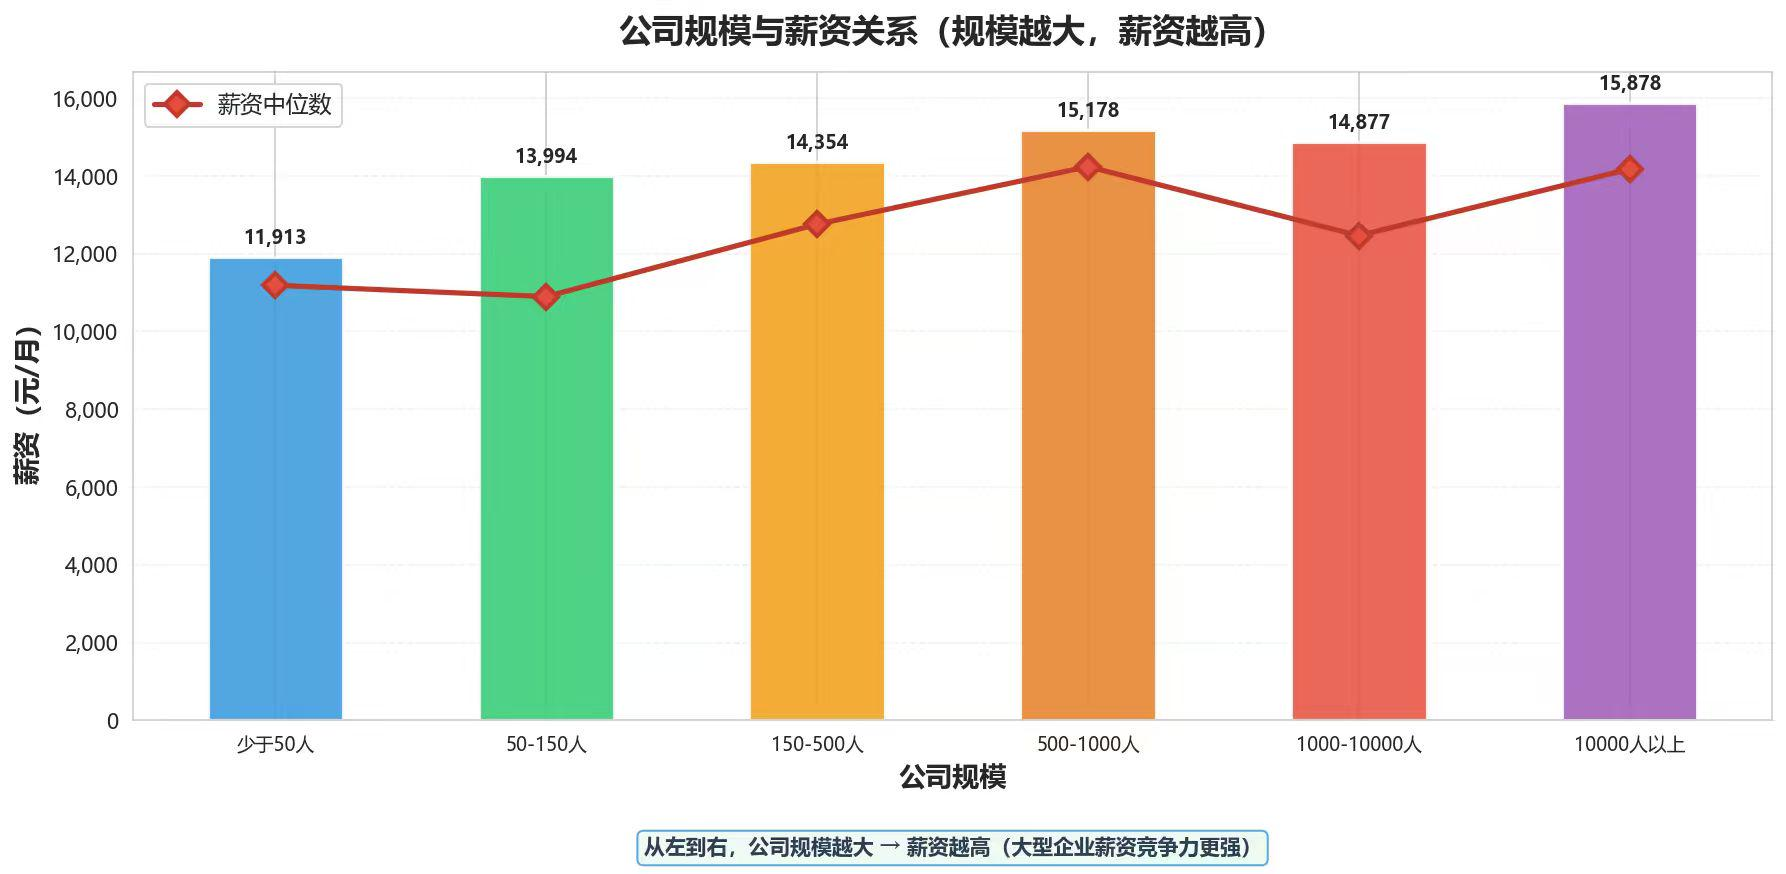 公司规模与薪资关系（规模越大，薪资越高）
薪资中位数
薪资（元/月）
16,000
14,000
12,000
10,000
8,000
6,000
4,000
2,000
0
11,913
13,994
14,354
15,178
14,877
15,878
少于50人
50-150人
150-500人
500-1000人
1000-10000人
10000人以上
公司规模
从左到右，公司规模越大 → 薪资越高（大型企业薪资竞争力更强）